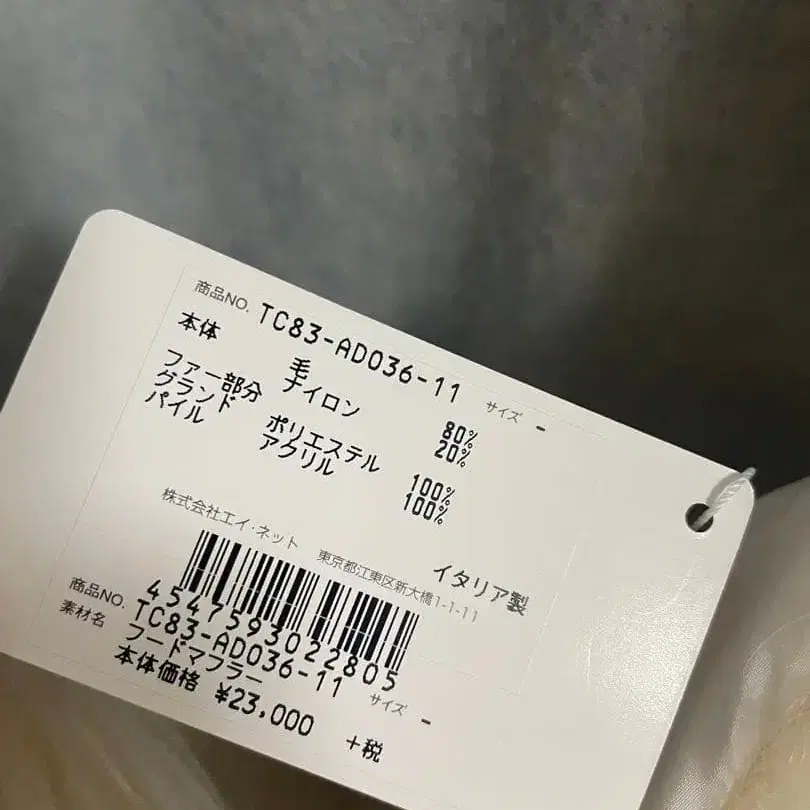 商品NO. TC83-AD036-11 サイズ -
本体 毛 80%
ナイロン 20%
ファー部分
グランド ポリエステル 100%
パイル アクリル 100%
イタリア製
株式会社エイ・ネット 東京都江東区新大橋1-1-11
4547593022805
商品NO. TC83-AD036-11 サイズ -
素材名 フードマフラー
本体価格 ¥23,000 +税